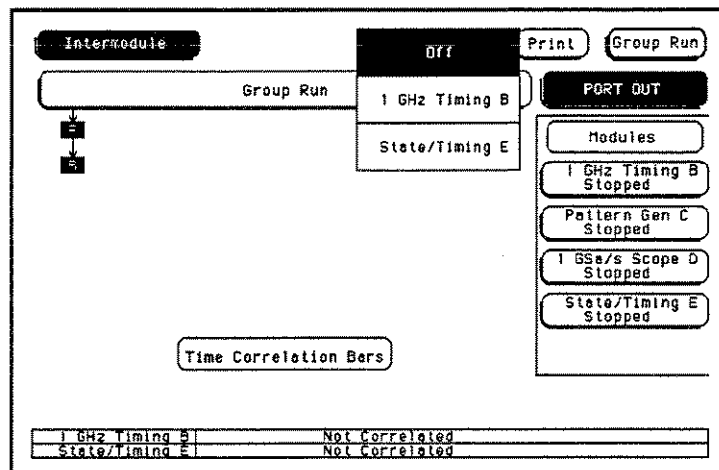 Intermodule
Off
Print
Group Run
Group Run
1 GHz Timing B
State/Timing E
PORT OUT
Modules
1 GHz Timing B
Stopped
Pattern Gen C
Stopped
1 GSa/s Scope D
Stopped
State/Timing E
Stopped
Time Correlation Bars
1 GHz Timing B Not Correlated
State/Timing E Not Correlated